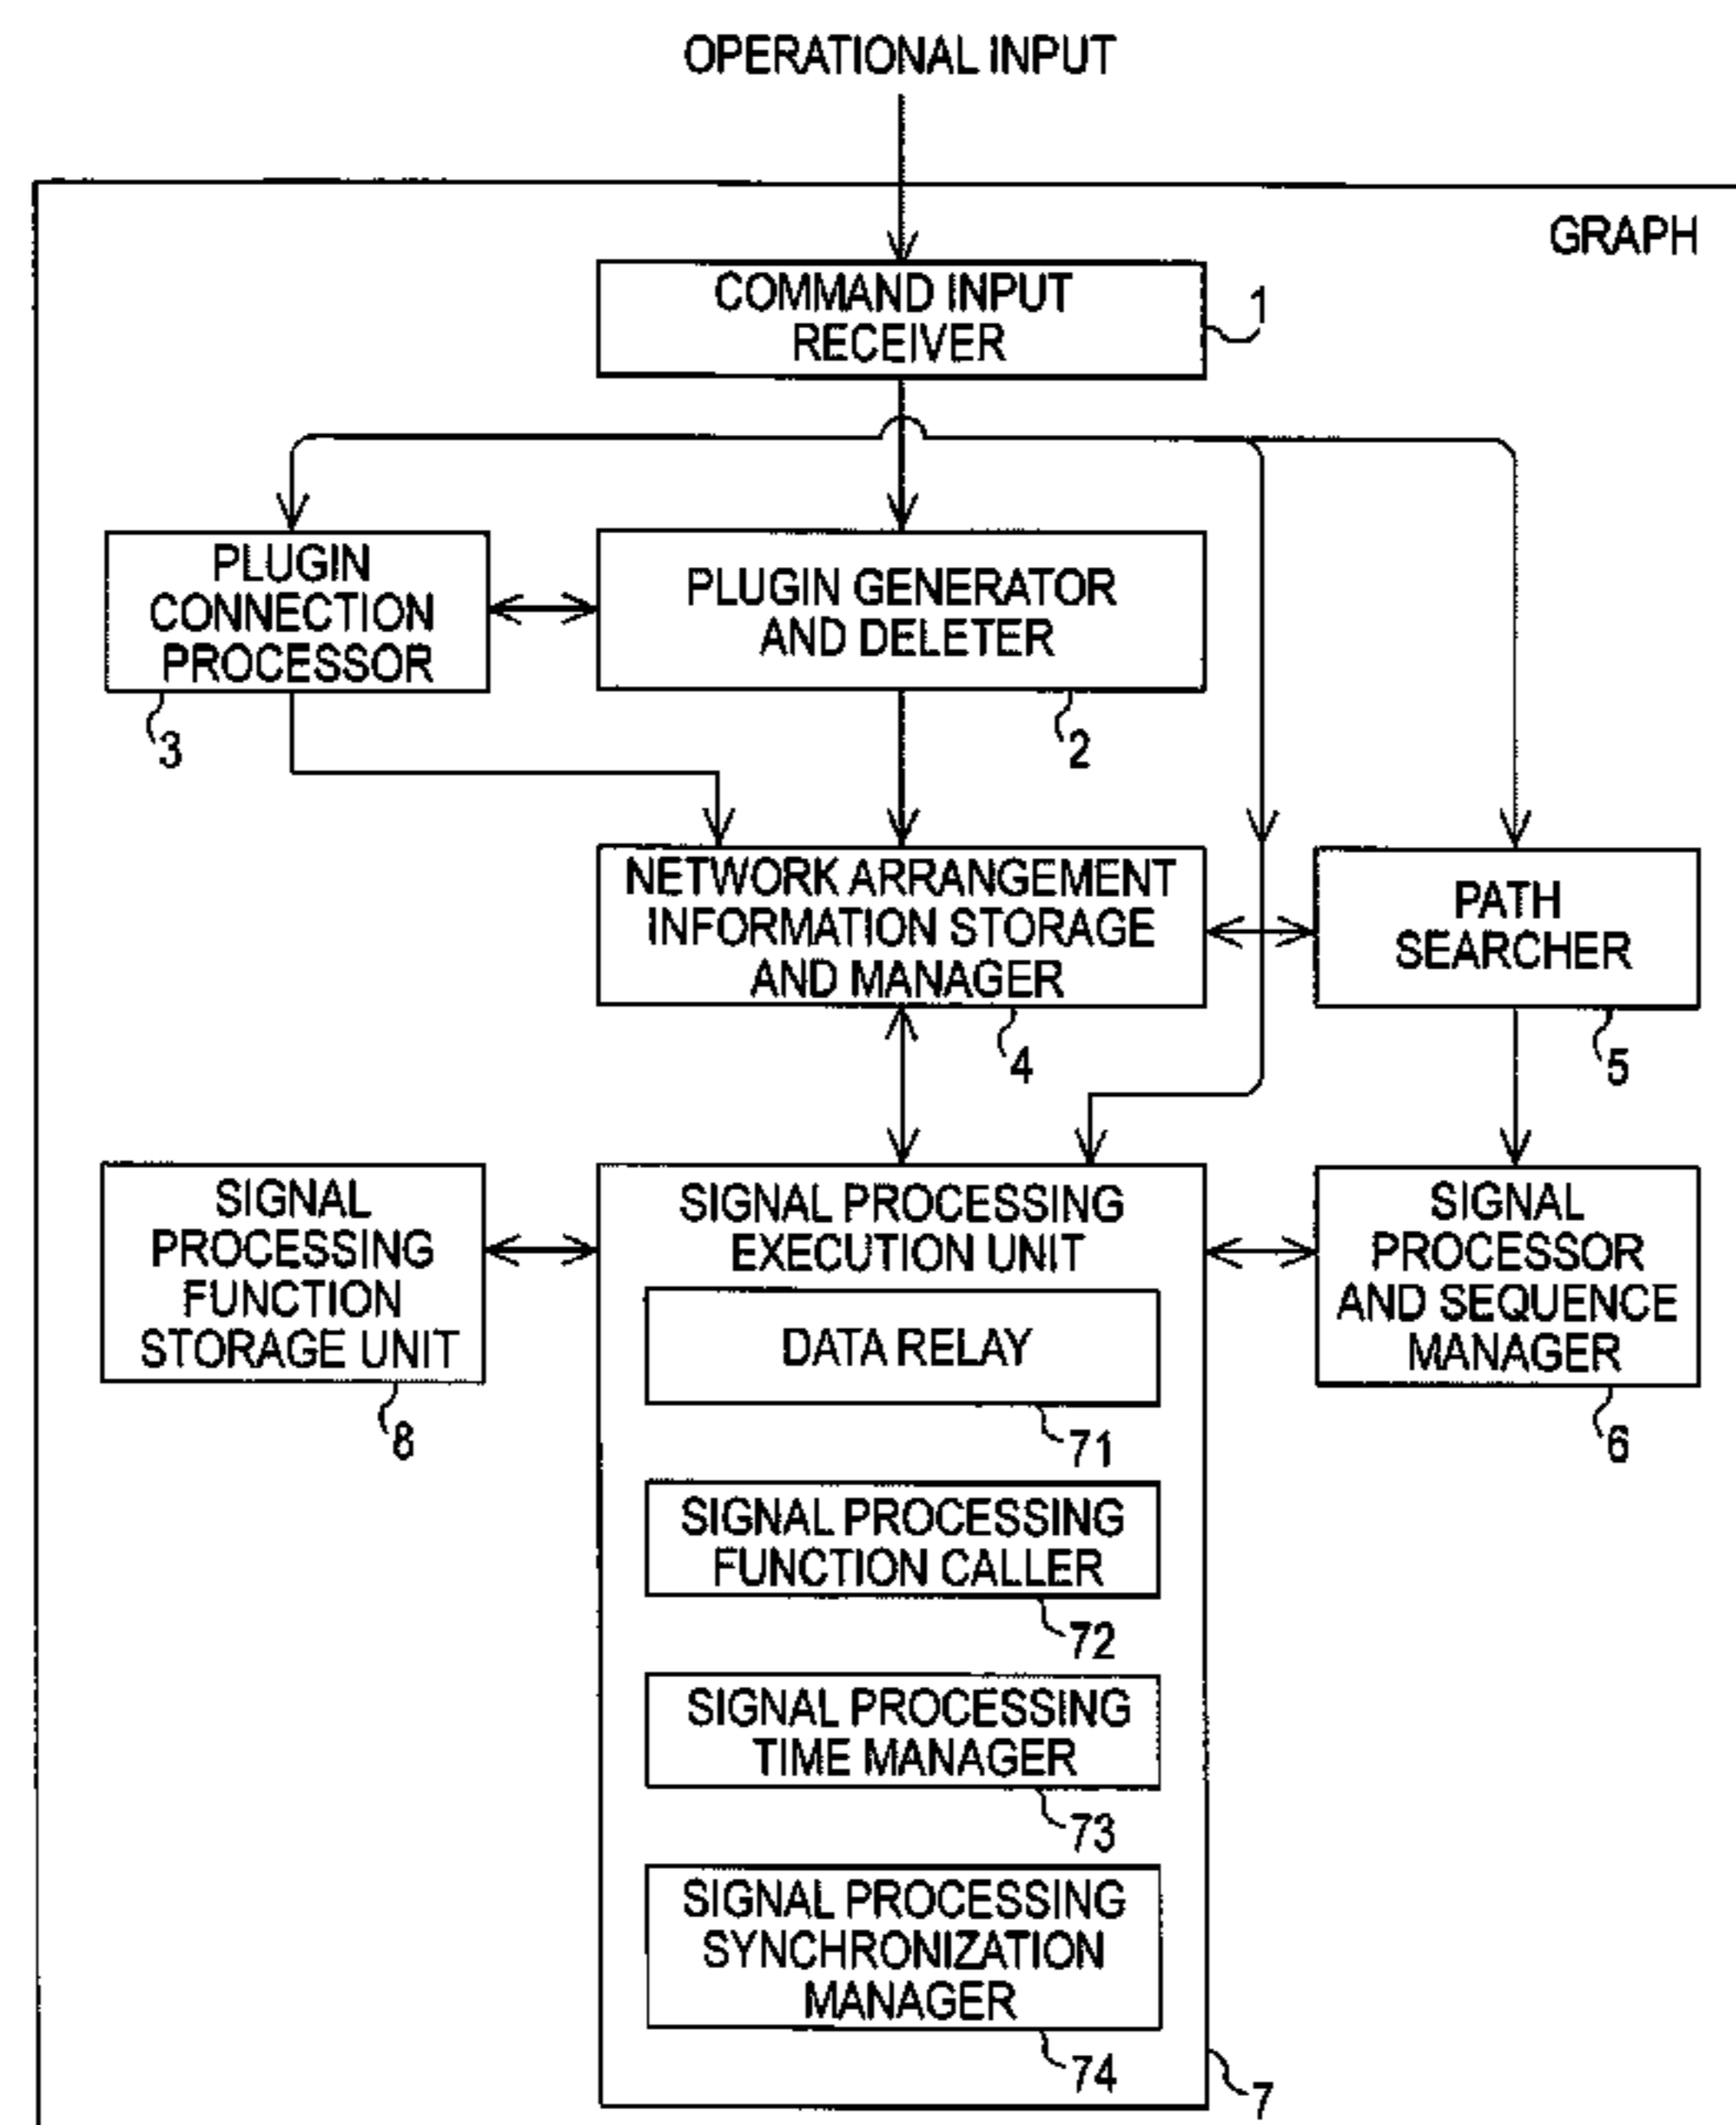 OPERATIONAL INPUT
GRAPH
COMMAND INPUT
RECEIVER
1
PLUGIN
CONNECTION
PROCESSOR
3
PLUGIN GENERATOR
AND DELETER
2
NETWORK ARRANGEMENT
INFORMATION STORAGE
AND MANAGER
4
PATH
SEARCHER
5
SIGNAL
PROCESSING
FUNCTION
STORAGE UNIT
8
SIGNAL PROCESSING
EXECUTION UNIT
DATA RELAY
71
SIGNAL PROCESSING
FUNCTION CALLER
72
SIGNAL PROCESSING
TIME MANAGER
73
SIGNAL PROCESSING
SYNCHRONIZATION
MANAGER
74
7
SIGNAL
PROCESSOR
AND SEQUENCE
MANAGER
6